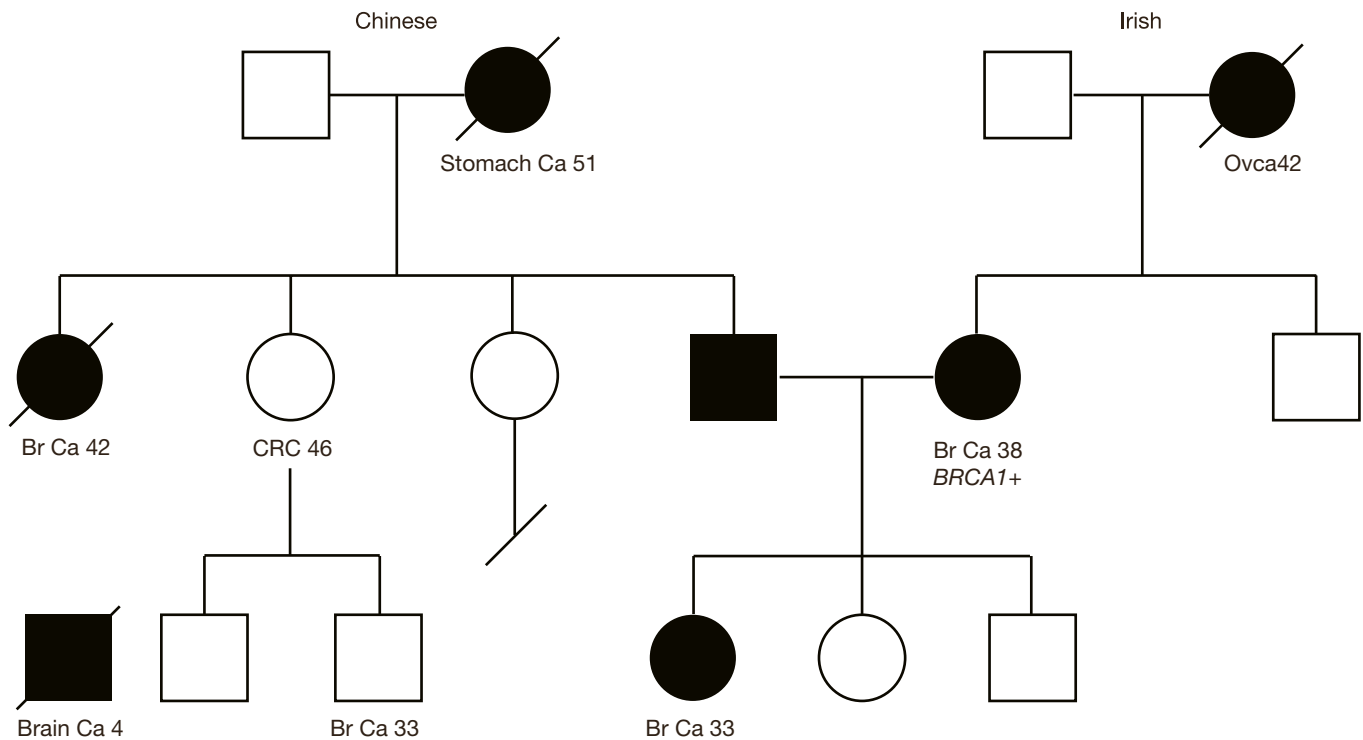 Chinese
Irish
Stomach Ca 51
Ovca42
Br Ca 42
CRC 46
Br Ca 38
BRCA1+
Brain Ca 4
Br Ca 33
Br Ca 33